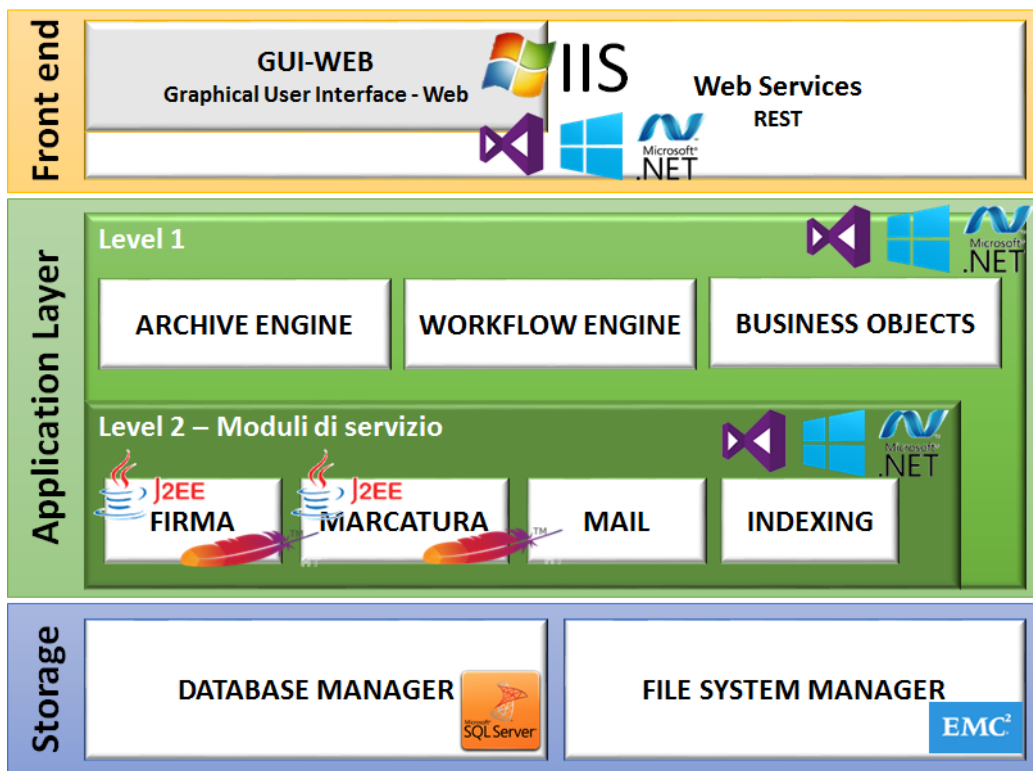 Front end
GUI-WEB
Graphical User Interface - Web
IIS
Web Services
REST
Microsoft®
.NET
Application Layer
Level 1
Microsoft®
.NET
ARCHIVE ENGINE
WORKFLOW ENGINE
BUSINESS OBJECTS
Level 2 – Moduli di servizio
Microsoft®
.NET
J2EE
FIRMA
J2EE
MARCATURA
MAIL
INDEXING
TM
TM
Storage
DATABASE MANAGER
Microsoft®
SQL Server
FILE SYSTEM MANAGER
EMC²